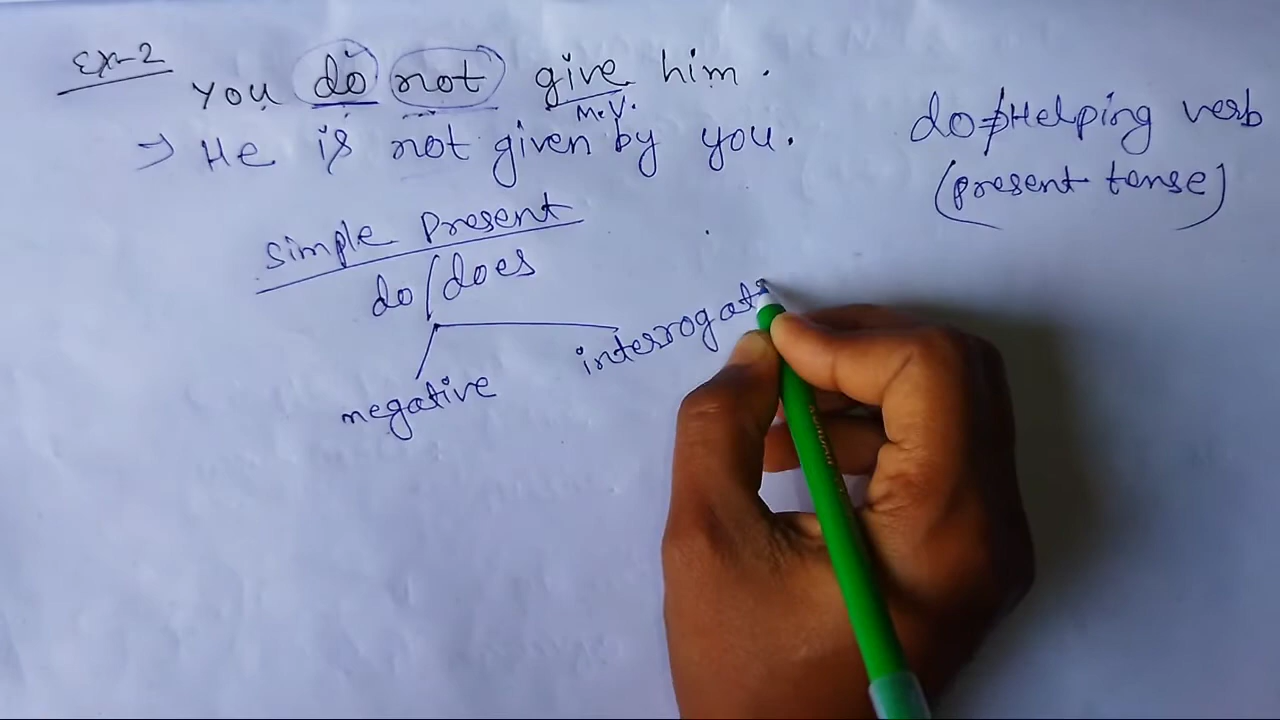 Ex-2
You do not give him.
M.V.
→ He is not given by you.
do ≠ Helping verb
(present tense)
Simple Present
do/does
negative
interrogati